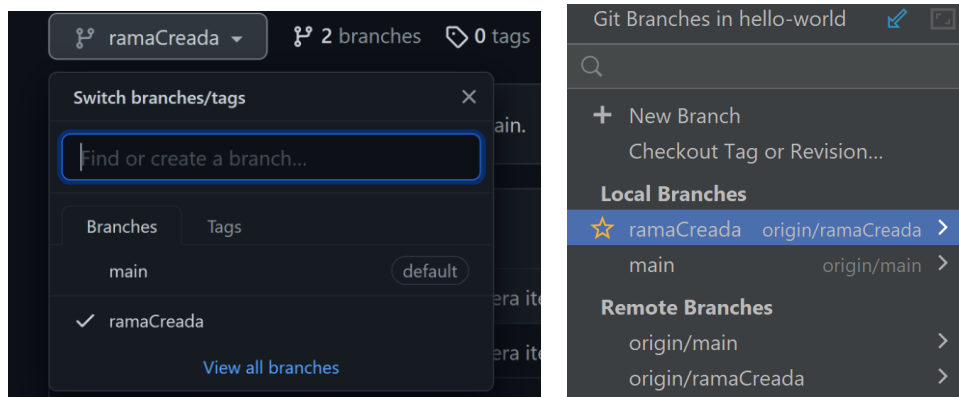 ramaCreada
2 branches
0 tags
Switch branches/tags
ain.
Find or create a branch...
Branches
Tags
main
default
era ite
ramaCreada
era ite
View all branches
Git Branches in hello-world
New Branch
Checkout Tag or Revision...
Local Branches
ramaCreada origin/ramaCreada
main origin/main
Remote Branches
origin/main
origin/ramaCreada